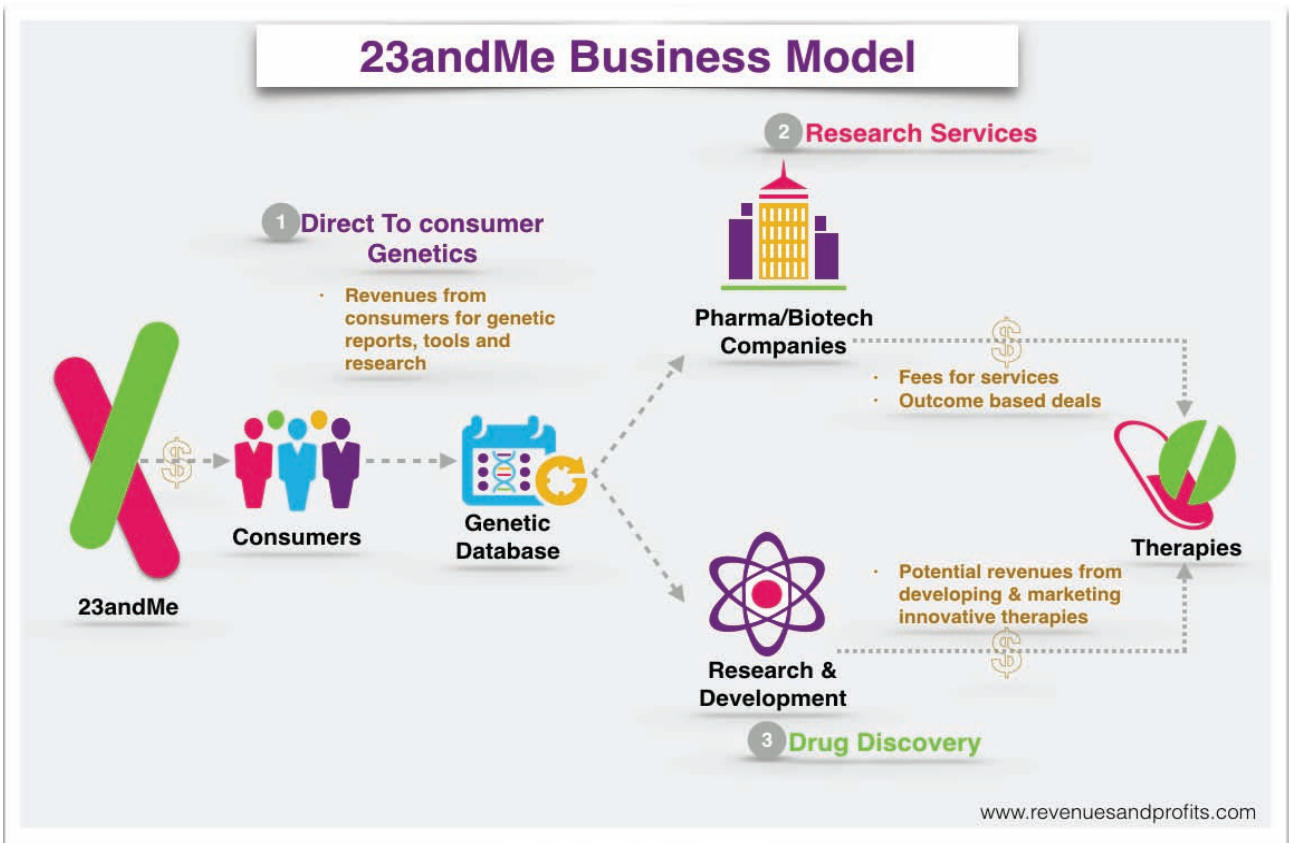 23andMe Business Model
2 Research Services
1 Direct To consumer
Genetics
· Revenues from
consumers for genetic
reports, tools and
research
Pharma/Biotech
Companies
$
· Fees for services
· Outcome based deals
$
23andMe
Consumers
Genetic
Database
Therapies
· Potential revenues from
developing & marketing
innovative therapies
$
Research &
Development
3 Drug Discovery
www.revenuesandprofits.com